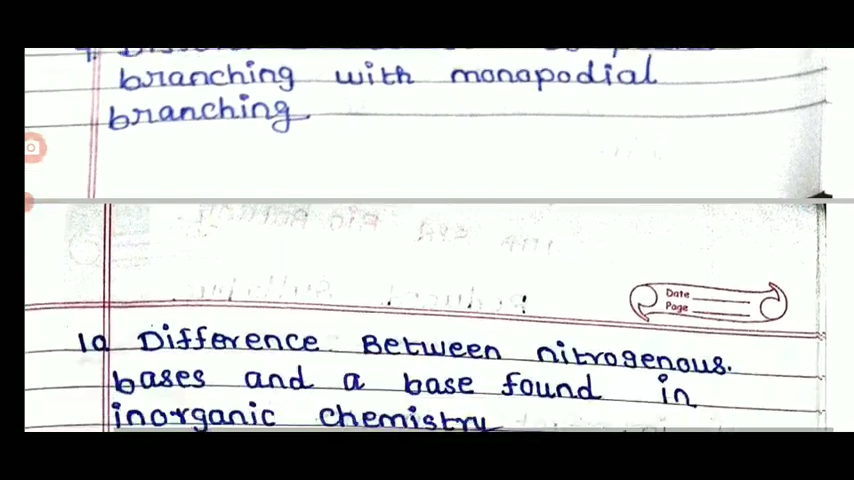 branching with monopodial
branching
Date
Page
10 Difference Between nitrogenous.
bases and a base found in
inorganic chemistry